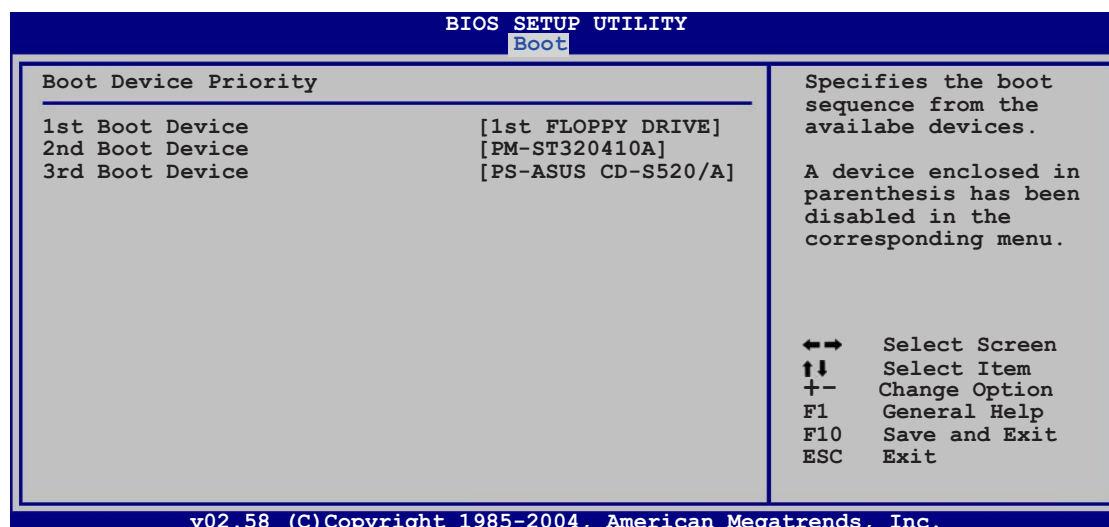 BIOS SETUP UTILITY
Boot
Boot Device Priority
1st Boot Device [1st FLOPPY DRIVE]
2nd Boot Device [PM-ST320410A]
3rd Boot Device [PS-ASUS CD-S520/A]
Specifies the boot
sequence from the
availabe devices.
A device enclosed in
parenthesis has been
disabled in the
corresponding menu.
←→ Select Screen
↑↓ Select Item
+- Change Option
F1 General Help
F10 Save and Exit
ESC Exit
v02.58 (C)Copyright 1985-2004, American Megatrends, Inc.